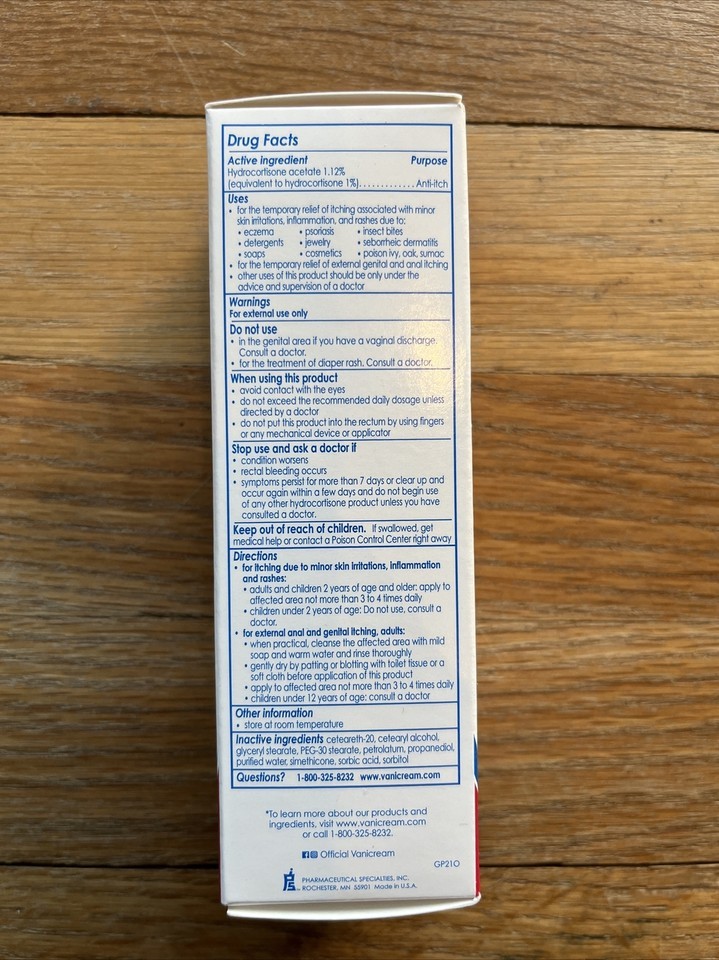 Drug Facts
Active ingredient Purpose
Hydrocortisone acetate 1.12%
(equivalent to hydrocortisone 1%)............. Anti-itch
Uses
• for the temporary relief of itching associated with minor
skin irritations, inflammation, and rashes due to:
• eczema • psoriasis • insect bites
• detergents • jewelry • seborrheic dermatitis
• soaps • cosmetics • poison ivy, oak, sumac
• for the temporary relief of external genital and anal itching
• other uses of this product should be only under the
advice and supervision of a doctor
Warnings
For external use only
Do not use
• in the genital area if you have a vaginal discharge.
Consult a doctor.
• for the treatment of diaper rash. Consult a doctor.
When using this product
• avoid contact with the eyes
• do not exceed the recommended daily dosage unless
directed by a doctor
• do not put this product into the rectum by using fingers
or any mechanical device or applicator
Stop use and ask a doctor if
• condition worsens
• rectal bleeding occurs
• symptoms persist for more than 7 days or clear up and
occur again within a few days and do not begin use
of any other hydrocortisone product unless you have
consulted a doctor.
Keep out of reach of children. If swallowed, get
medical help or contact a Poison Control Center right away
Directions
• for itching due to minor skin irritations, inflammation
and rashes:
• adults and children 2 years of age and older: apply to
affected area not more than 3 to 4 times daily
• children under 2 years of age: Do not use, consult a
doctor.
• for external anal and genital itching, adults:
• when practical, cleanse the affected area with mild
soap and warm water and rinse thoroughly
• gently dry by patting or blotting with toilet tissue or a
soft cloth before application of this product
• apply to affected area not more than 3 to 4 times daily
• children under 12 years of age: consult a doctor
Other information
• store at room temperature
Inactive ingredients ceteareth-20, cetearyl alcohol,
glyceryl stearate, PEG-30 stearate, petrolatum, propanediol,
purified water, simethicone, sorbic acid, sorbitol
Questions? 1-800-325-8232 www.vanicream.com
*To learn more about our products and
ingredients, visit www.vanicream.com
or call 1-800-325-8232.
Official Vanicream
GP21O
PHARMACEUTICAL SPECIALTIES, INC.
ROCHESTER, MN 55901 Made in U.S.A.